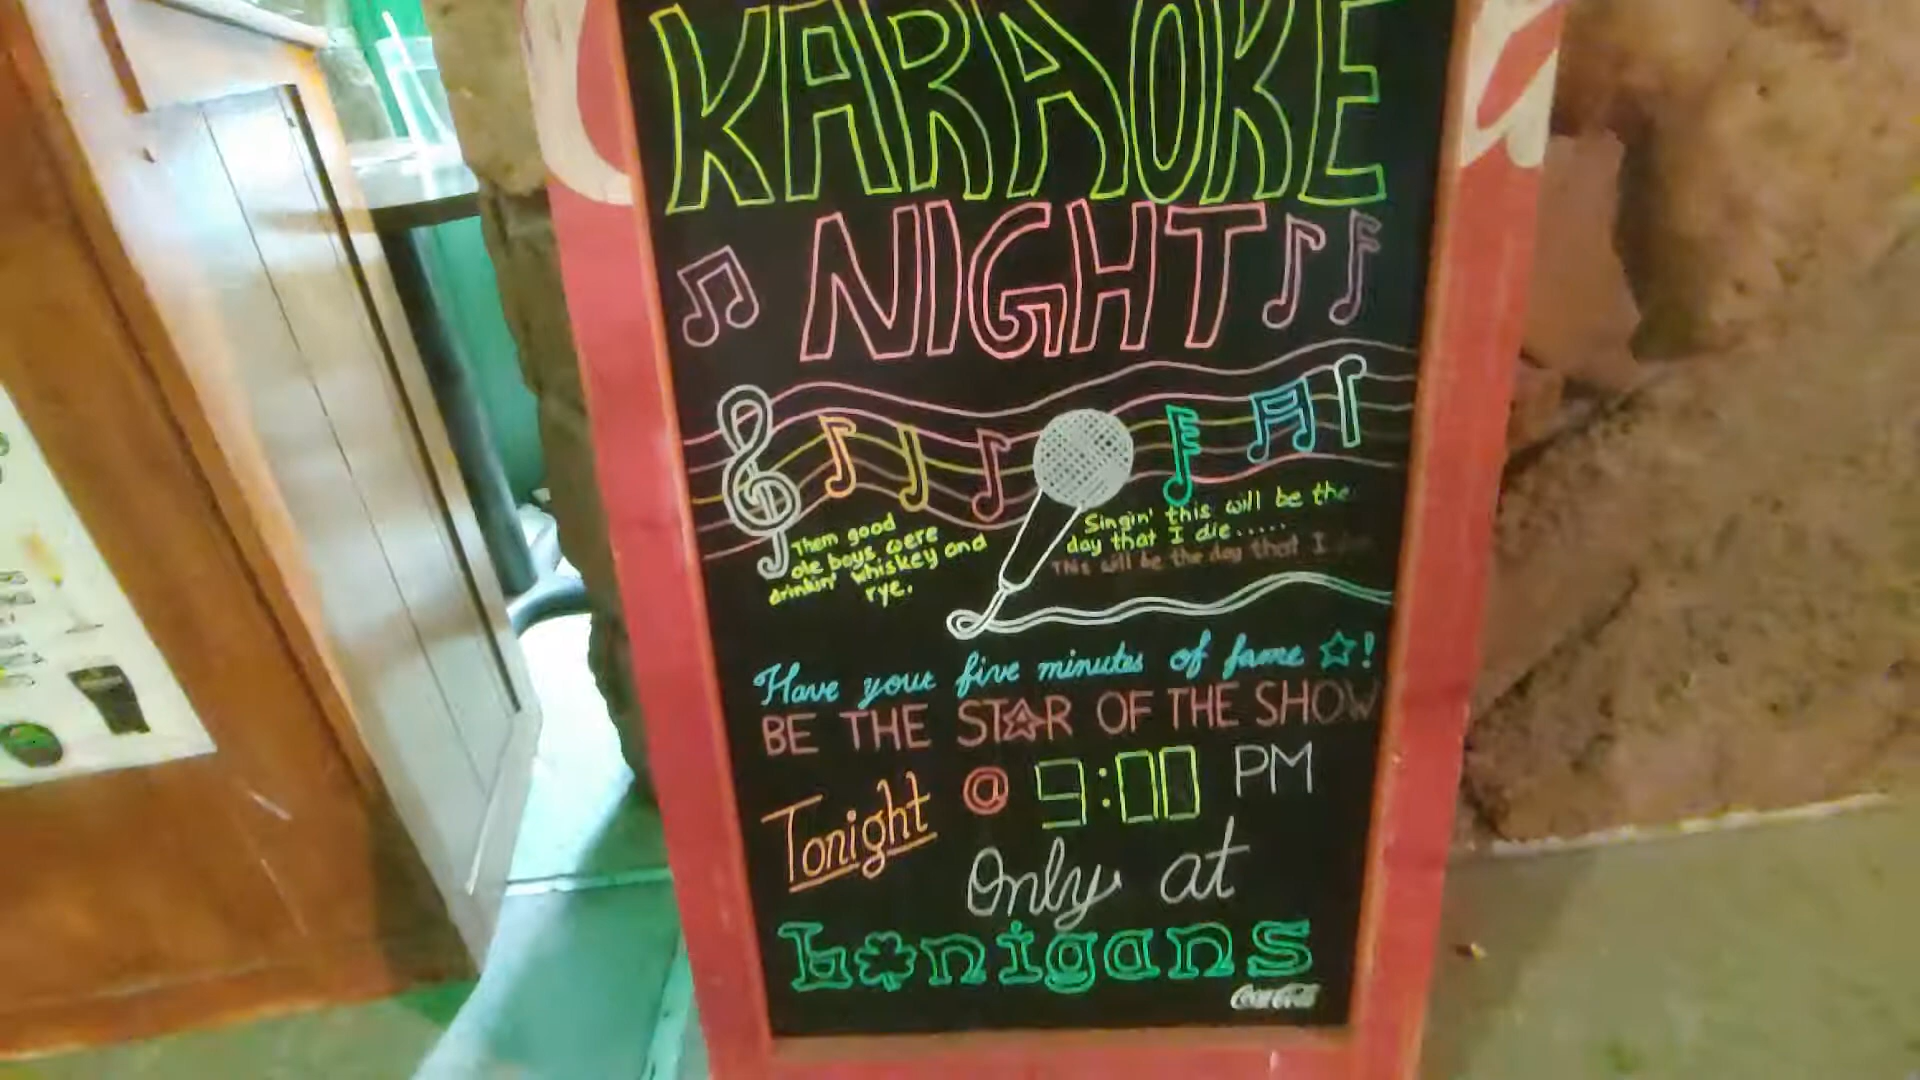 KARAOKE
NIGHT
Them good
ole boys were
drinkin' whiskey and
rye.
Singin' this will be the
day that I die.....
This will be the day that I
Have your five minutes of fame!
BE THE STAR OF THE SHOW
Tonight @ 9:00 PM
Only at
Lanigans
Coca-Cola